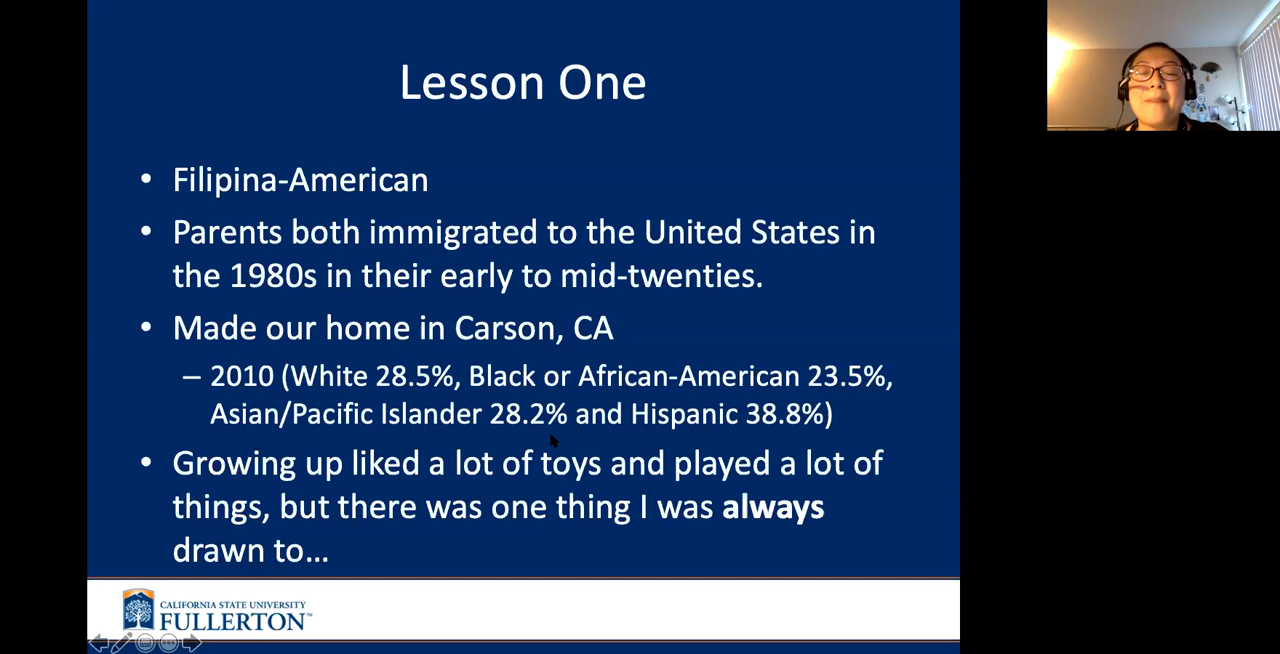 Lesson One
• Filipina-American
• Parents both immigrated to the United States in
the 1980s in their early to mid-twenties.
• Made our home in Carson, CA
– 2010 (White 28.5%, Black or African-American 23.5%,
Asian/Pacific Islander 28.2% and Hispanic 38.8%)
• Growing up liked a lot of toys and played a lot of
things, but there was one thing I was always
drawn to...
CALIFORNIA STATE UNIVERSITY
FULLERTON™